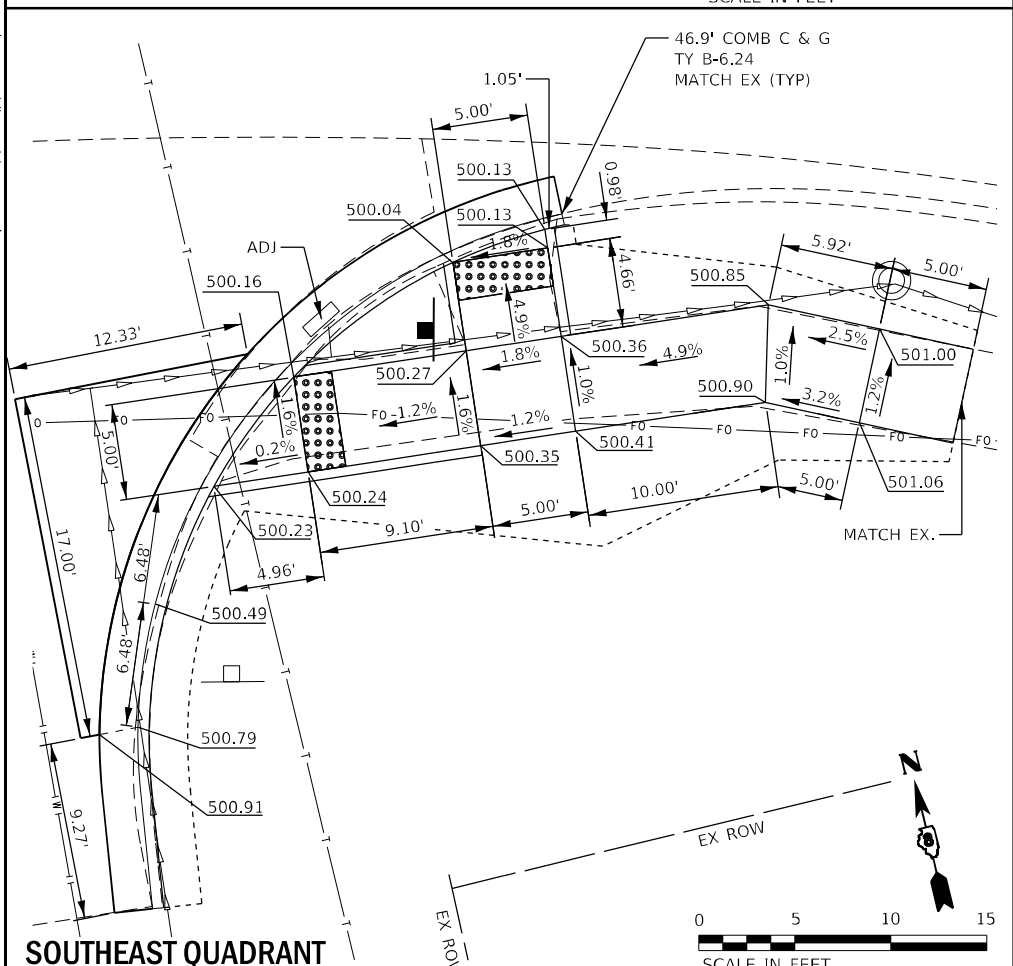 SCALE IN FEET
46.9' COMB C & G
TY B-6.24
MATCH EX (TYP)
1.05'
5.00'
500.13
0.98'
500.04
500.13
1.8%
5.92'
5.00'
ADJ
4.66'
500.85
500.16
4.9%
12.33'
500.36
2.5%
1.8%
4.9%
501.00
500.27
1.0%
1.0%
500.90
3.2%
1.2%
1.6%
FO
1.2%
1.6%
1.2%
FO
FO
FO
FO
5.00'
0.2%
500.35
500.41
501.06
500.24
10.00'
5.00'
5.00'
500.23
9.10'
MATCH EX.
17.00'
6.48'
4.96'
500.49
6.48'
500.79
500.91
9.27'
W
T
T
T
T
T
N
EX ROW
EX ROW
0 5 10 15
SOUTHEAST QUADRANT
SCALE IN FEET